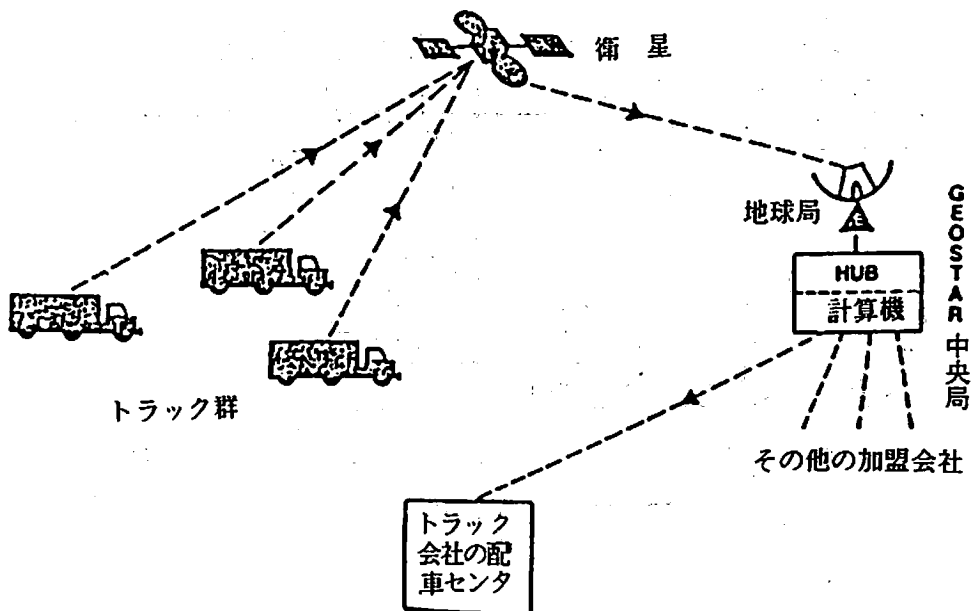 衛 星
地球局
HUB
計算機
GEOSTAR中央局
トラック群
その他の加盟会社
トラック
会社の配
車センタ